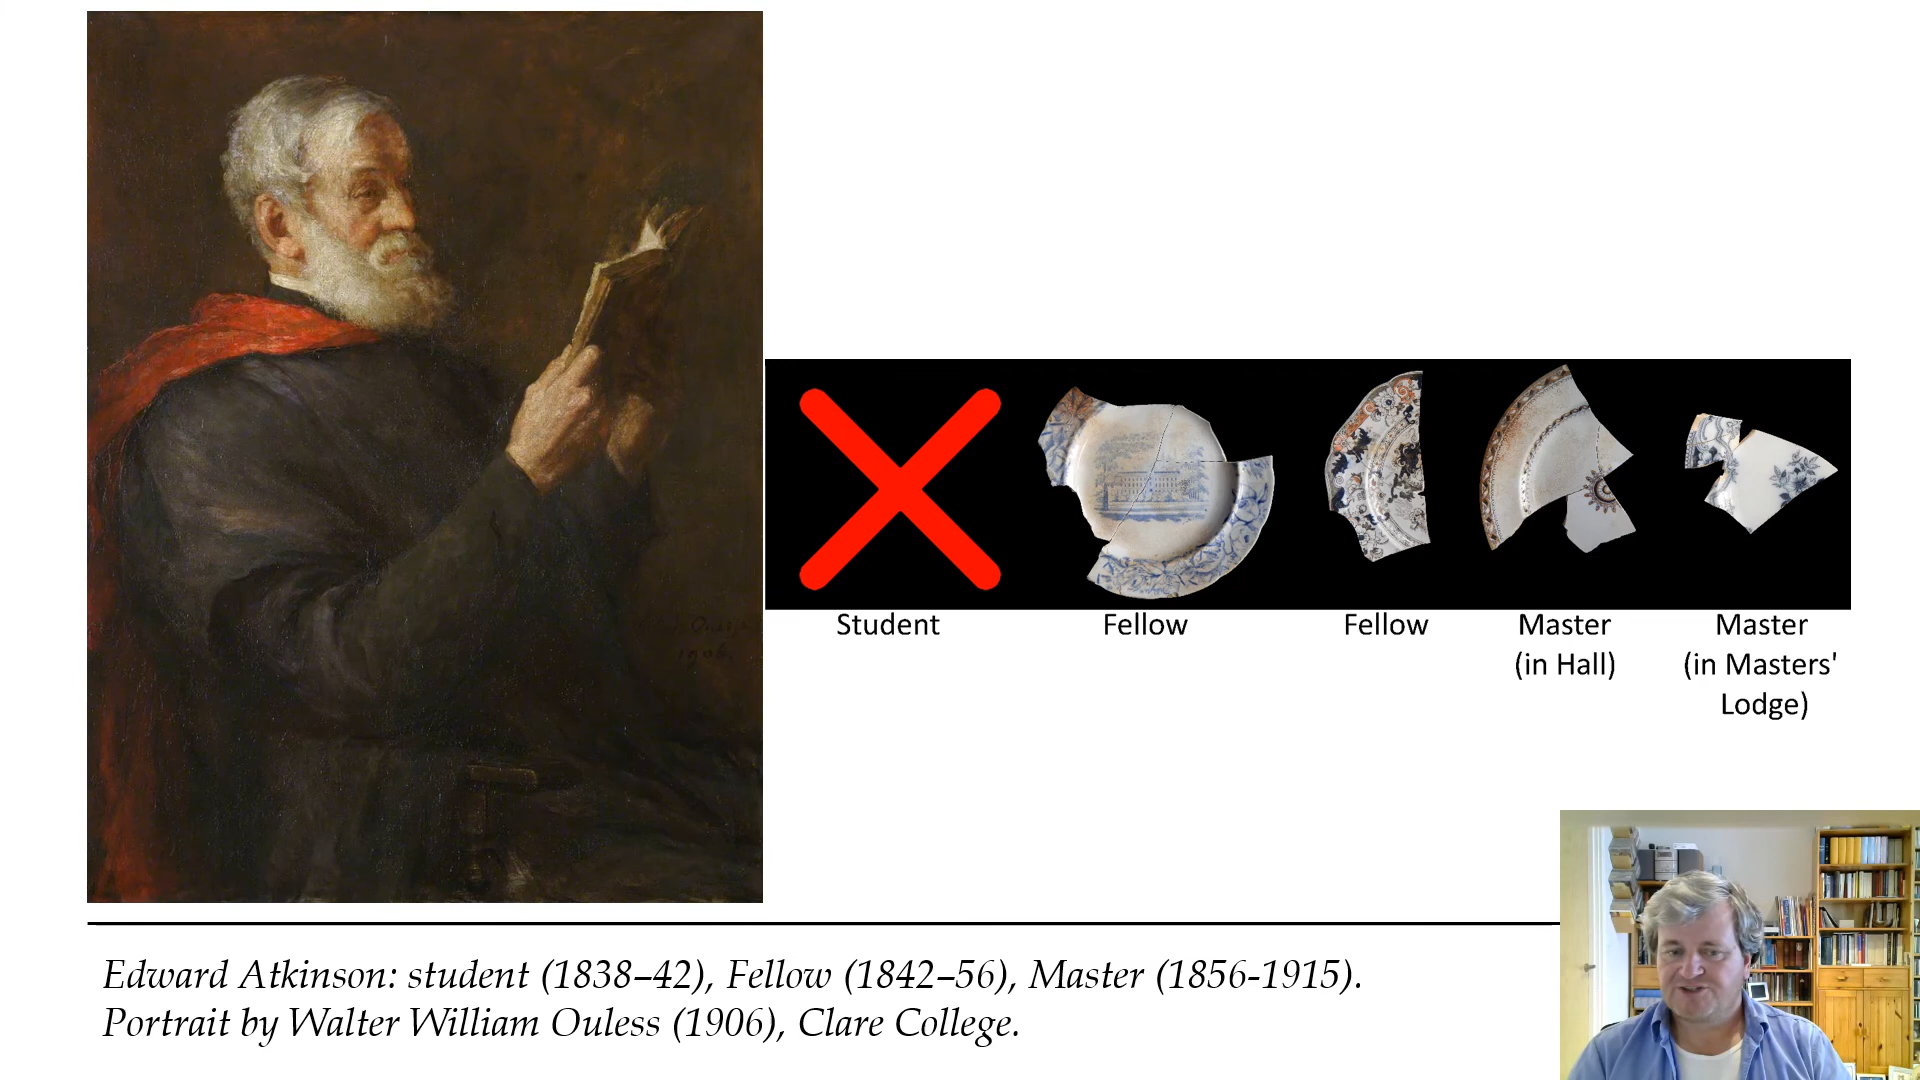 Student
Fellow
Fellow
Master
(in Hall)
Master
(in Masters'
Lodge)
1906.
Edward Atkinson: student (1838–42), Fellow (1842–56), Master (1856-1915).
Portrait by Walter William Ouless (1906), Clare College.